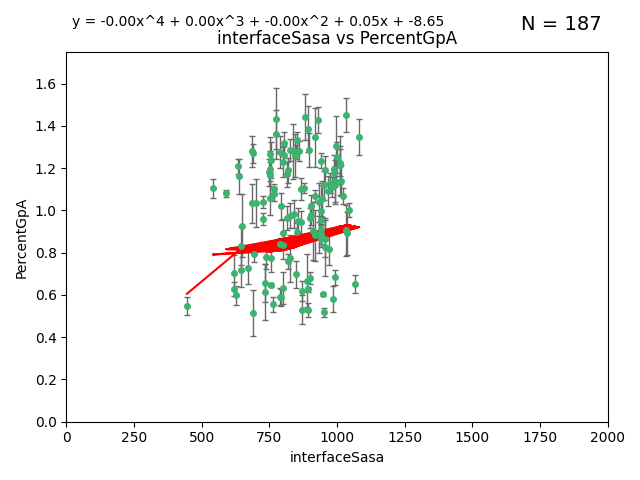 y = -0.00x^4 + 0.00x^3 + -0.00x^2 + 0.05x + -8.65
N = 187
interfaceSasa vs PercentGpA
PercentGpA
1.6
1.4
1.2
1.0
0.8
0.6
0.4
0.2
0.0
0 250 500 750 1000 1250 1500 1750 2000
interfaceSasa